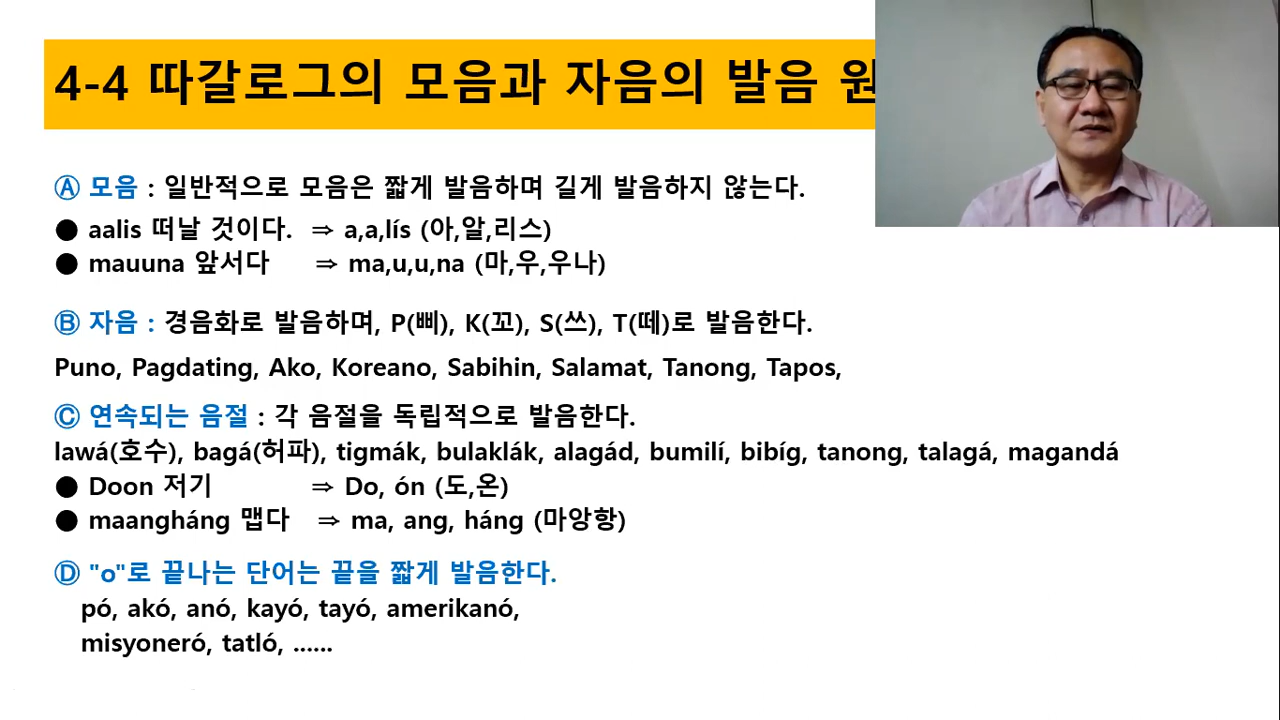 4-4 따갈로그의 모음과 자음의 발음 원
Ⓐ 모음 : 일반적으로 모음은 짧게 발음하며 길게 발음하지 않는다.
● aalis 떠날 것이다. ⇒ a,a,lís (아,알,리스)
● mauuna 앞서다 ⇒ ma,u,u,na (마,우,우나)
Ⓑ 자음 : 경음화로 발음하며, P(삐), K(꼬), S(쓰), T(떼)로 발음한다.
Puno, Pagdating, Ako, Koreano, Sabihin, Salamat, Tanong, Tapos,
Ⓒ 연속되는 음절 : 각 음절을 독립적으로 발음한다.
lawá(호수), bagá(허파), tigmák, bulaklák, alagád, bumilí, bibíg, tanong, talagá, magandá
● Doon 저기 ⇒ Do, ón (도,온)
● maangháng 맵다 ⇒ ma, ang, háng (마앙항)
Ⓓ "o"로 끝나는 단어는 끝을 짧게 발음한다.
pó, akó, anó, kayó, tayó, amerikanó,
misyoneró, tatló, ......